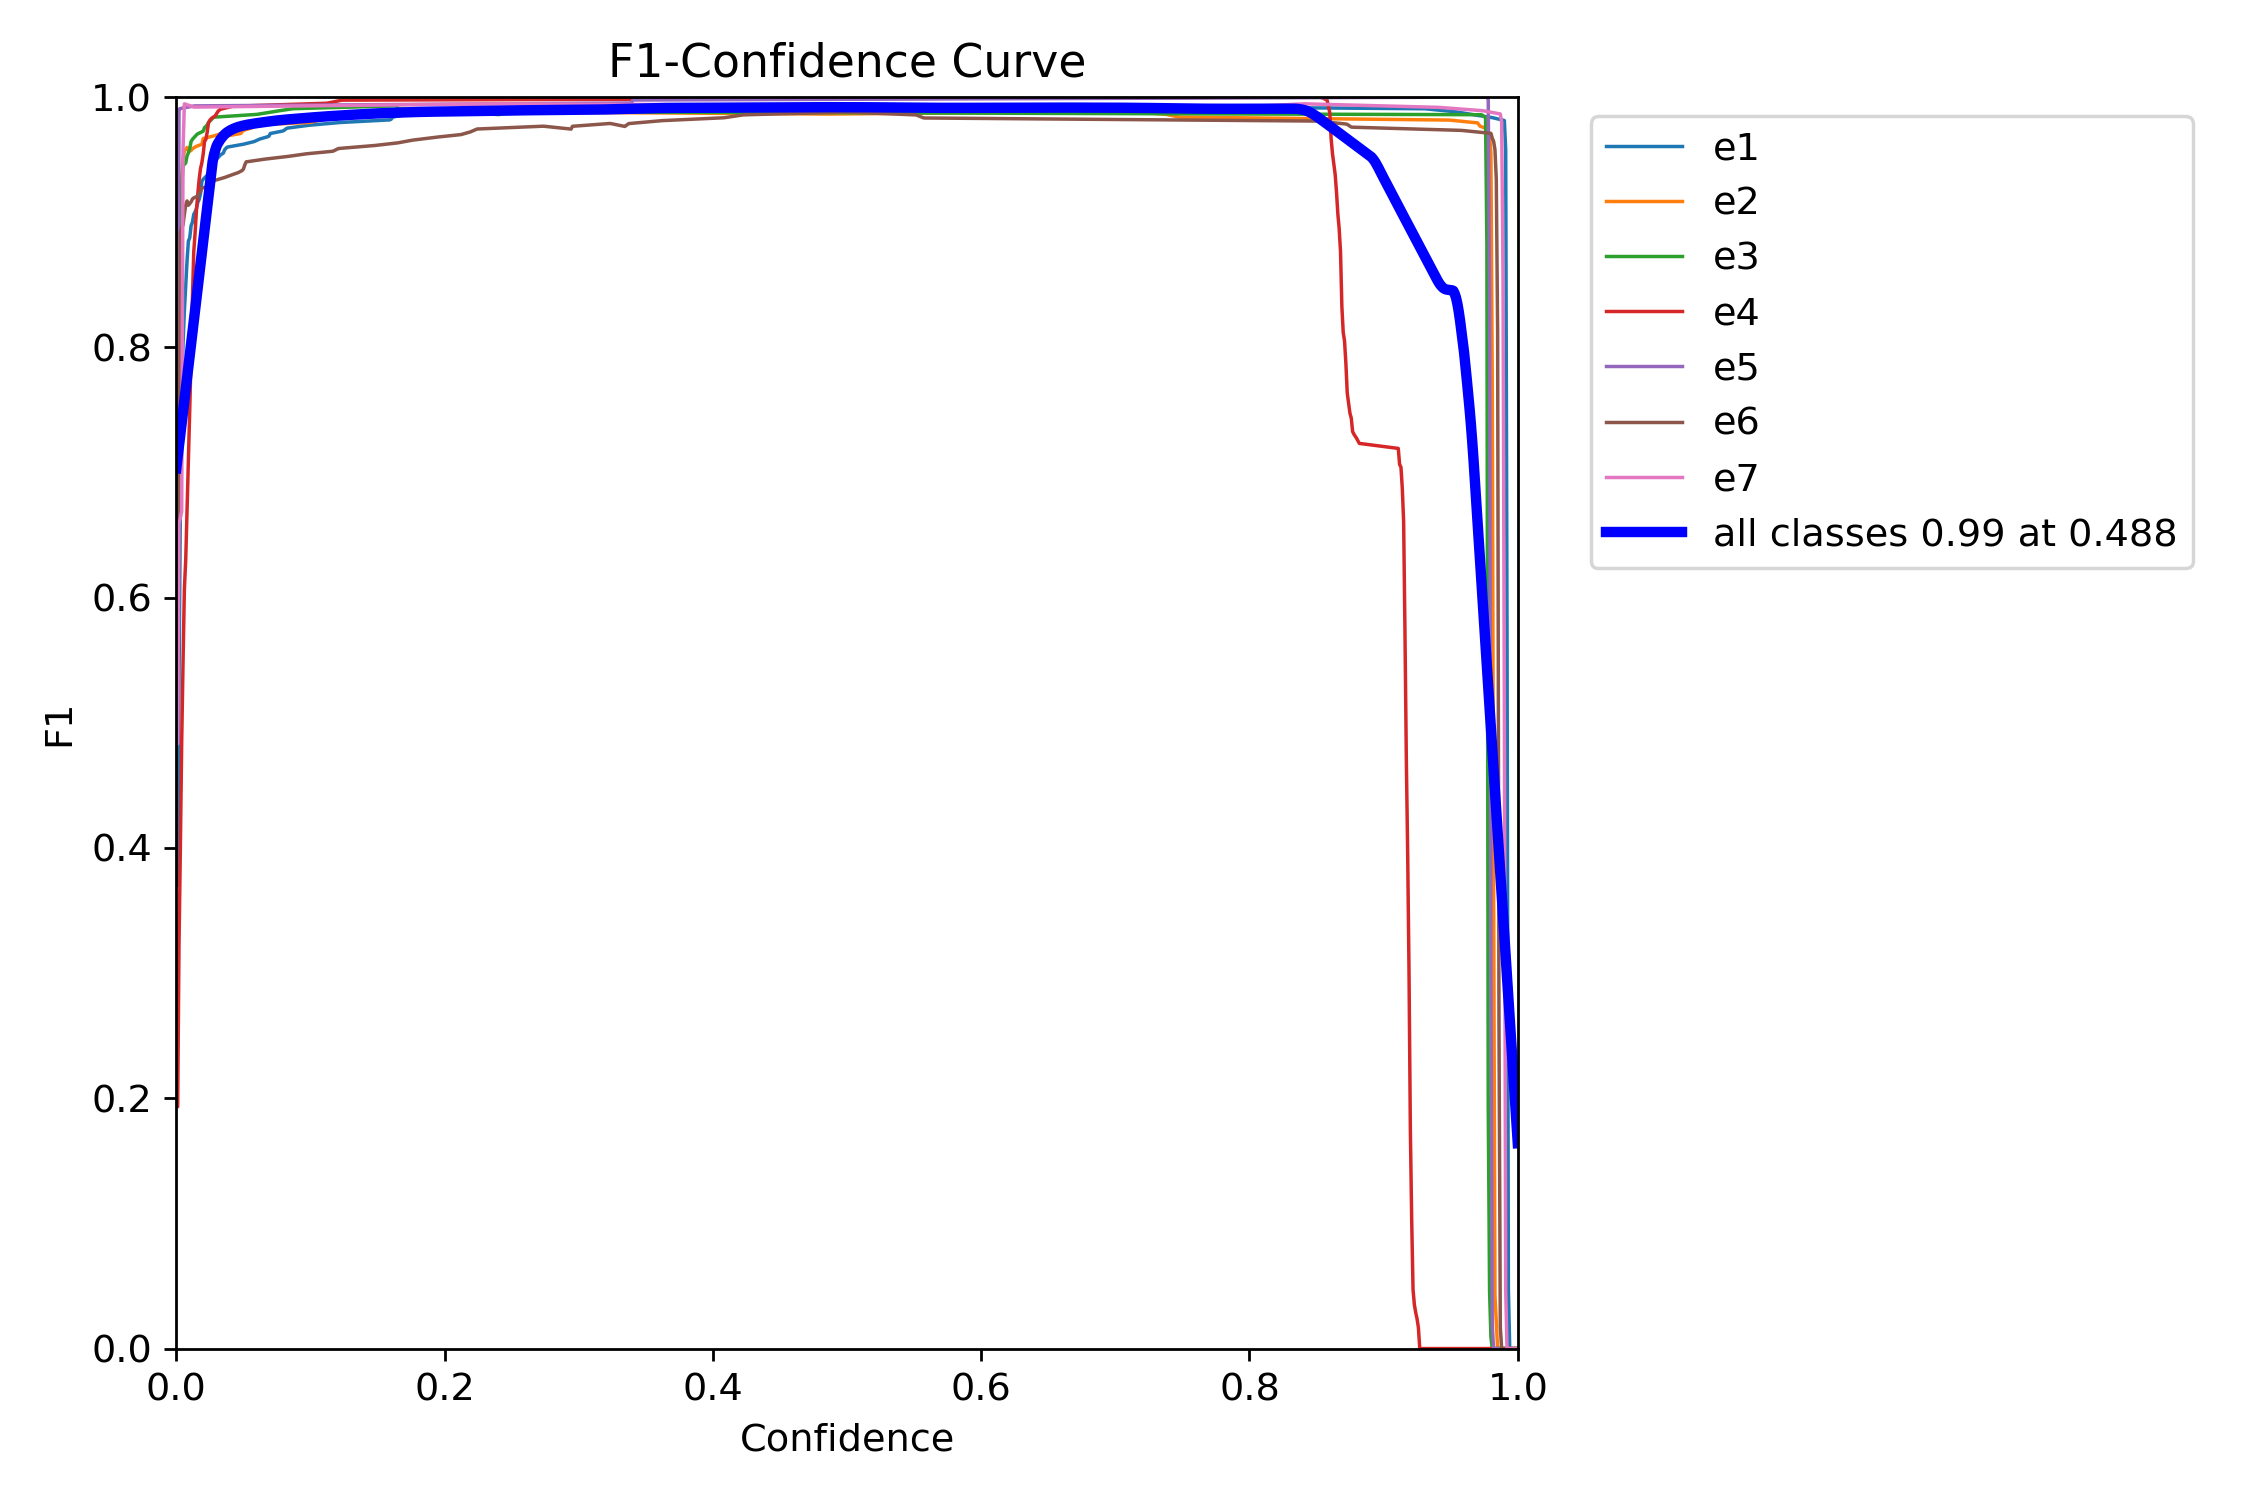 F1-Confidence Curve
1.0
0.8
0.6
0.4
0.2
0.0
F1
0.0 0.2 0.4 0.6 0.8 1.0
Confidence
e1
e2
e3
e4
e5
e6
e7
all classes 0.99 at 0.488